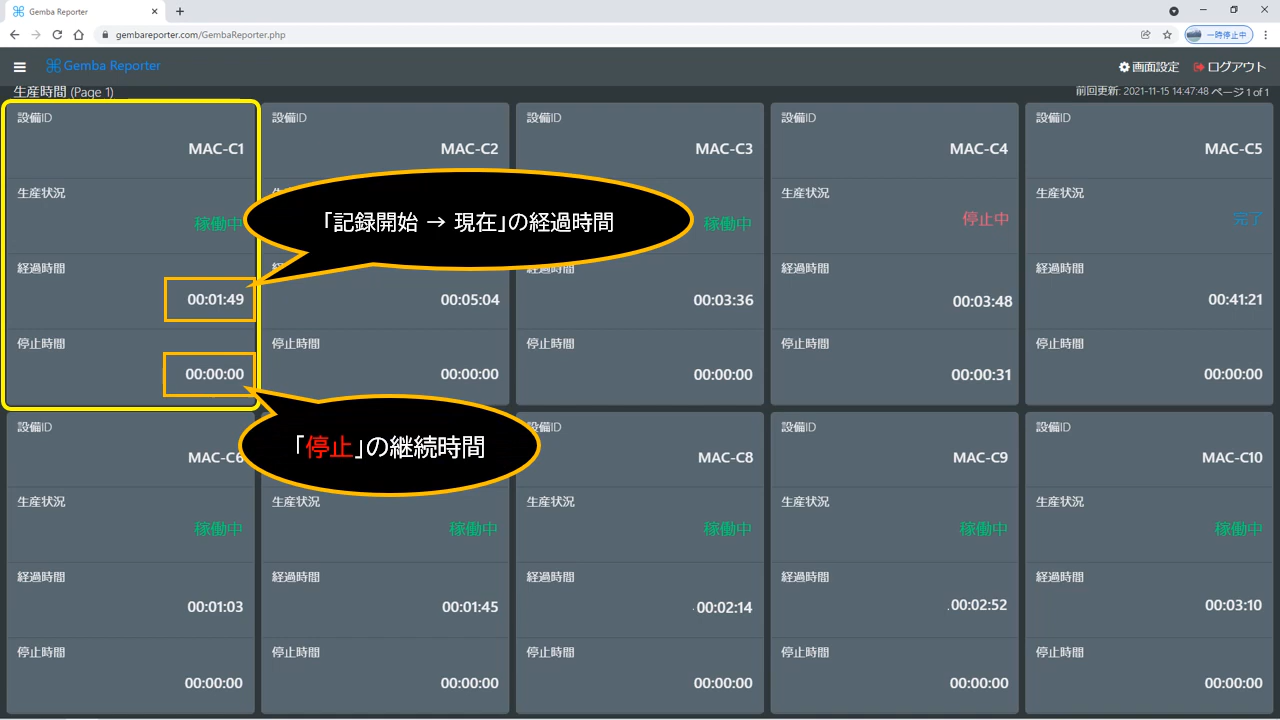 Gemba Reporter
gembareporter.com/GembaReporter.php
一時停止中
Gemba Reporter
画面設定
ログアウト
生産時間 (Page 1)
前回更新: 2021-11-15 14:47:48 ページ 1 of 1
設備ID
MAC-C1
生産状況
稼働中
経過時間
00:01:49
停止時間
00:00:00
設備ID
MAC-C2
経過時間
00:05:04
停止時間
00:00:00
設備ID
MAC-C3
稼働中
経過時間
00:03:36
停止時間
00:00:00
設備ID
MAC-C4
生産状況
停止中
経過時間
00:03:48
停止時間
00:00:31
設備ID
MAC-C5
生産状況
完了
経過時間
00:41:21
停止時間
00:00:00
「記録開始 → 現在」の経過時間
「停止」の継続時間
設備ID
MAC-C6
生産状況
稼働中
経過時間
00:01:03
停止時間
00:00:00
生産状況
稼働中
経過時間
00:01:45
停止時間
00:00:00
設備ID
MAC-C8
生産状況
稼働中
経過時間
00:02:14
停止時間
00:00:00
設備ID
MAC-C9
生産状況
稼働中
経過時間
00:02:52
停止時間
00:00:00
設備ID
MAC-C10
生産状況
稼働中
経過時間
00:03:10
停止時間
00:00:00